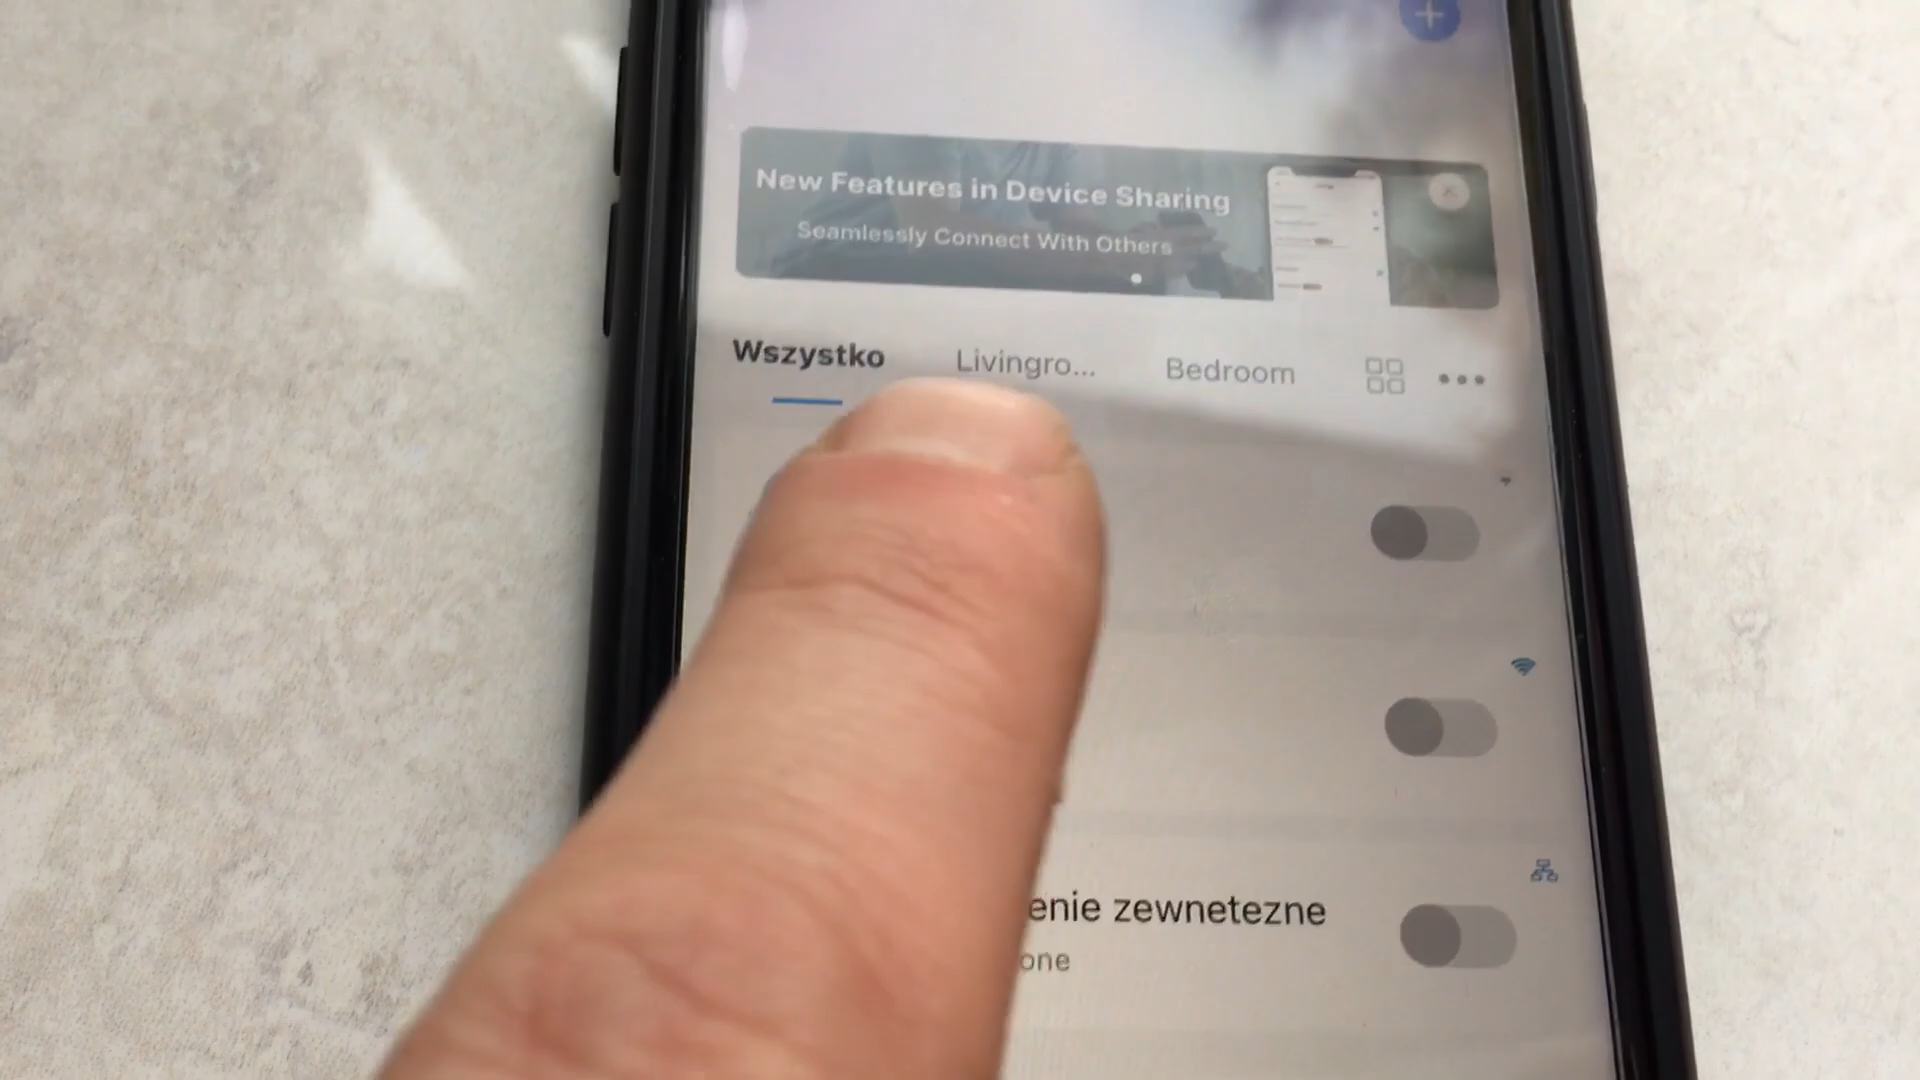 New Features in Device Sharing
Seamlessly Connect With Others
Wszystko Livingro... Bedroom
enie zewnetezne
one